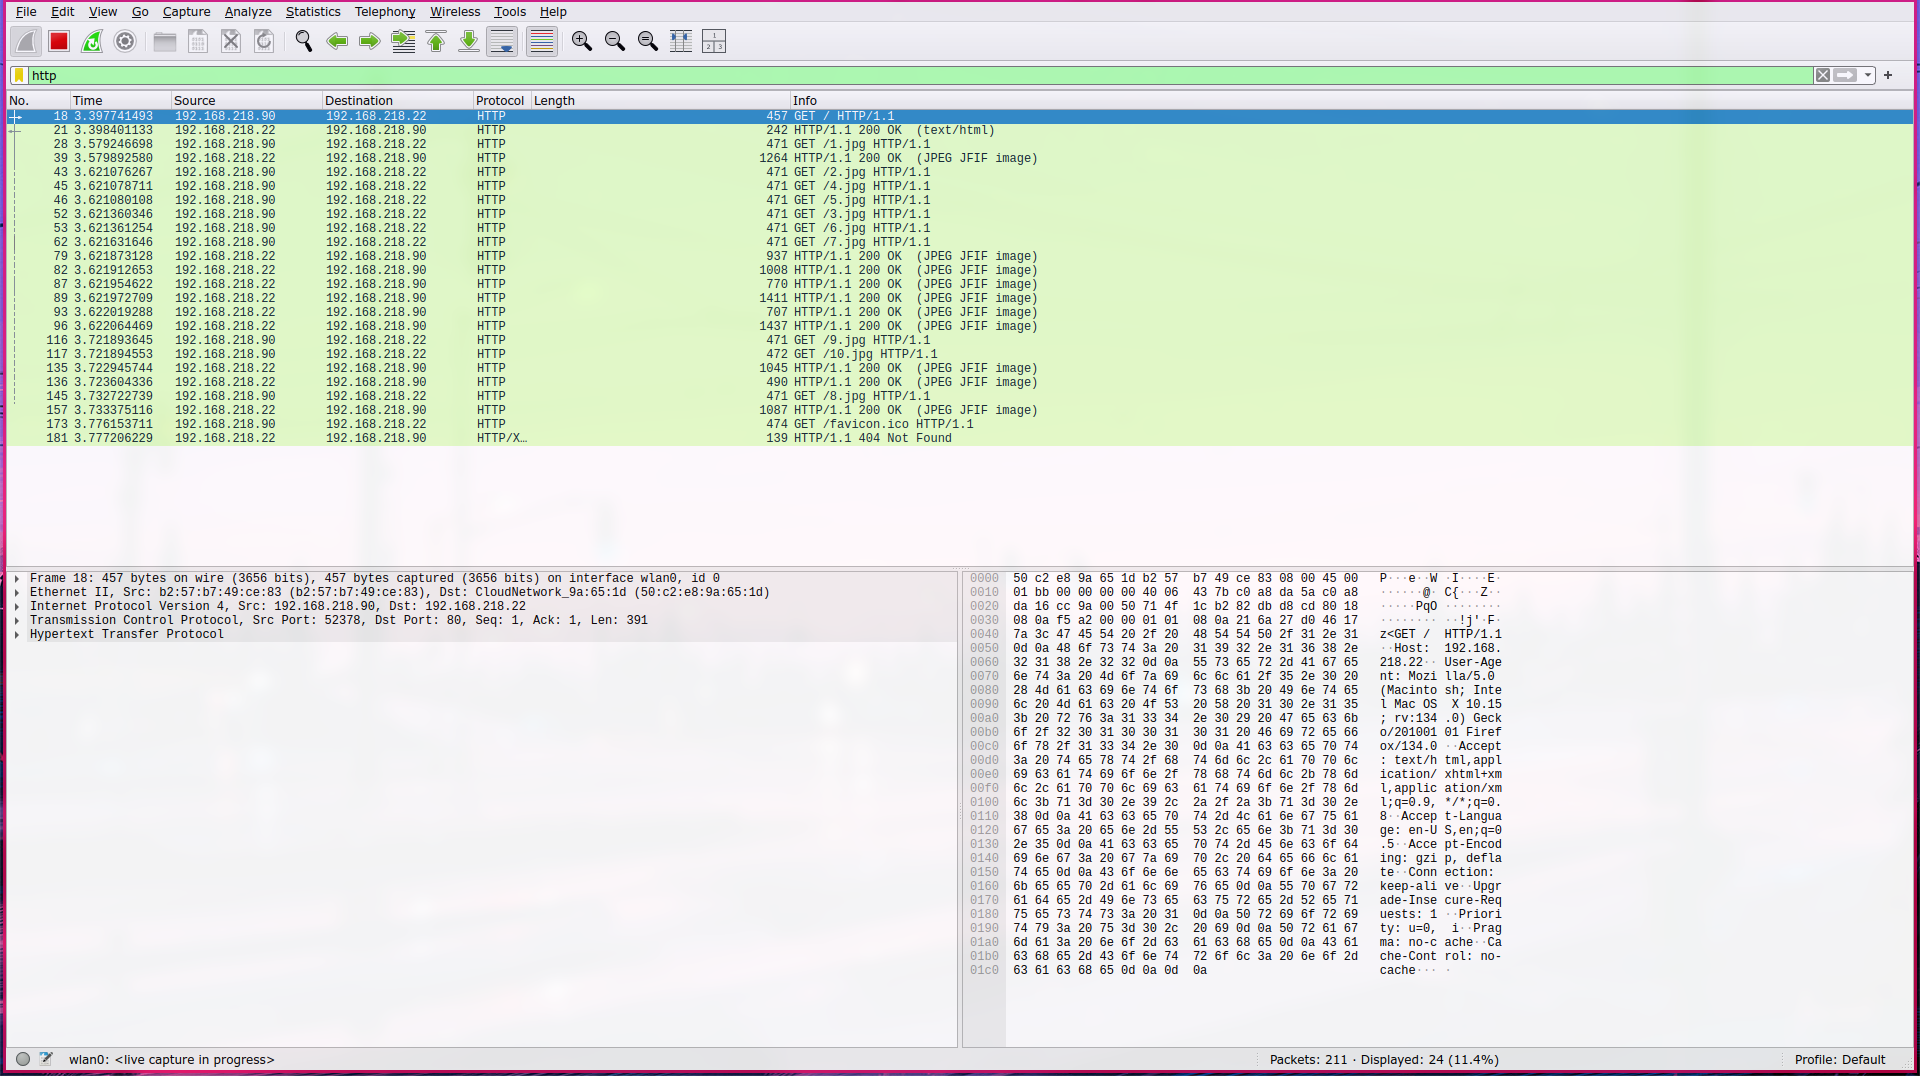 File Edit View Go Capture Analyze Statistics Telephony Wireless Tools Help
http
No. Time Source Destination Protocol Length Info
18 3.397741493 192.168.218.90 192.168.218.22 HTTP 457 GET / HTTP/1.1
21 3.398401133 192.168.218.22 192.168.218.90 HTTP 242 HTTP/1.1 200 OK (text/html)
28 3.579246698 192.168.218.90 192.168.218.22 HTTP 471 GET /1.jpg HTTP/1.1
39 3.579892580 192.168.218.22 192.168.218.90 HTTP 1264 HTTP/1.1 200 OK (JPEG JFIF image)
43 3.621076267 192.168.218.90 192.168.218.22 HTTP 471 GET /2.jpg HTTP/1.1
45 3.621078711 192.168.218.90 192.168.218.22 HTTP 471 GET /4.jpg HTTP/1.1
46 3.621080108 192.168.218.90 192.168.218.22 HTTP 471 GET /5.jpg HTTP/1.1
52 3.621360346 192.168.218.90 192.168.218.22 HTTP 471 GET /3.jpg HTTP/1.1
53 3.621361254 192.168.218.90 192.168.218.22 HTTP 471 GET /6.jpg HTTP/1.1
62 3.621631646 192.168.218.90 192.168.218.22 HTTP 471 GET /7.jpg HTTP/1.1
79 3.621873128 192.168.218.22 192.168.218.90 HTTP 937 HTTP/1.1 200 OK (JPEG JFIF image)
82 3.621912653 192.168.218.22 192.168.218.90 HTTP 1008 HTTP/1.1 200 OK (JPEG JFIF image)
87 3.621954622 192.168.218.22 192.168.218.90 HTTP 770 HTTP/1.1 200 OK (JPEG JFIF image)
89 3.621972709 192.168.218.22 192.168.218.90 HTTP 1411 HTTP/1.1 200 OK (JPEG JFIF image)
93 3.622019288 192.168.218.22 192.168.218.90 HTTP 707 HTTP/1.1 200 OK (JPEG JFIF image)
96 3.622064469 192.168.218.22 192.168.218.90 HTTP 1437 HTTP/1.1 200 OK (JPEG JFIF image)
116 3.721893645 192.168.218.90 192.168.218.22 HTTP 471 GET /9.jpg HTTP/1.1
117 3.721894553 192.168.218.90 192.168.218.22 HTTP 472 GET /10.jpg HTTP/1.1
135 3.722945744 192.168.218.22 192.168.218.90 HTTP 1045 HTTP/1.1 200 OK (JPEG JFIF image)
136 3.723604336 192.168.218.22 192.168.218.90 HTTP 490 HTTP/1.1 200 OK (JPEG JFIF image)
145 3.732722739 192.168.218.90 192.168.218.22 HTTP 471 GET /8.jpg HTTP/1.1
157 3.733375116 192.168.218.22 192.168.218.90 HTTP 1087 HTTP/1.1 200 OK (JPEG JFIF image)
173 3.776153711 192.168.218.90 192.168.218.22 HTTP 474 GET /favicon.ico HTTP/1.1
181 3.777206229 192.168.218.22 192.168.218.90 HTTP/X… 139 HTTP/1.1 404 Not Found
Frame 18: 457 bytes on wire (3656 bits), 457 bytes captured (3656 bits) on interface wlan0, id 0
Ethernet II, Src: b2:57:b7:49:ce:83 (b2:57:b7:49:ce:83), Dst: CloudNetwork_9a:65:1d (50:c2:e8:9a:65:1d)
Internet Protocol Version 4, Src: 192.168.218.90, Dst: 192.168.218.22
Transmission Control Protocol, Src Port: 52378, Dst Port: 80, Seq: 1, Ack: 1, Len: 391
Hypertext Transfer Protocol
0000 50 c2 e8 9a 65 1d b2 57 b7 49 ce 83 08 00 45 00 P···e··W ·I····E·
0010 01 bb 00 00 00 00 40 06 43 7b c0 a8 da 5a c0 a8 ······@· C{···Z··
0020 da 16 cc 9a 00 50 71 4f 1c b2 82 db d8 cd 80 18 ·····PqO ········
0030 08 0a f5 a2 00 00 01 01 08 0a 21 6a 27 d0 46 17 ········ ··!j'·F·
0040 7a 3c 47 45 54 20 2f 20 48 54 54 50 2f 31 2e 31 z<GET / HTTP/1.1
0050 0d 0a 48 6f 73 74 3a 20 31 39 32 2e 31 36 38 2e ··Host: 192.168.
0060 32 31 38 2e 32 32 0d 0a 55 73 65 72 2d 41 67 65 218.22·· User-Age
0070 6e 74 3a 20 4d 6f 7a 69 6c 6c 61 2f 35 2e 30 20 nt: Mozi lla/5.0
0080 28 4d 61 63 69 6e 74 6f 73 68 3b 20 49 6e 74 65 (Macinto sh; Inte
0090 6c 20 4d 61 63 20 4f 53 20 58 20 31 30 2e 31 35 l Mac OS X 10.15
00a0 3b 20 72 76 3a 31 33 34 2e 30 29 20 47 65 63 6b ; rv:134 .0) Geck
00b0 6f 2f 32 30 31 30 30 31 30 31 20 46 69 72 65 66 o/201001 01 Firef
00c0 6f 78 2f 31 33 34 2e 30 0d 0a 41 63 63 65 70 74 ox/134.0 ··Accept
00d0 3a 20 74 65 78 74 2f 68 74 6d 6c 2c 61 70 70 6c : text/h tml,appl
00e0 69 63 61 74 69 6f 6e 2f 78 68 74 6d 6c 2b 78 6d ication/ xhtml+xm
00f0 6c 2c 61 70 70 6c 69 63 61 74 69 6f 6e 2f 78 6d l,applic ation/xm
0100 6c 3b 71 3d 30 2e 39 2c 2a 2f 2a 3b 71 3d 30 2e l;q=0.9, */*;q=0.
0110 38 0d 0a 41 63 63 65 70 74 2d 4c 61 6e 67 75 61 8··Accep t-Langua
0120 67 65 3a 20 65 6e 2d 55 53 2c 65 6e 3b 71 3d 30 ge: en-U S,en;q=0
0130 2e 35 0d 0a 41 63 63 65 70 74 2d 45 6e 63 6f 64 .5··Acce pt-Encod
0140 69 6e 67 3a 20 67 7a 69 70 2c 20 64 65 66 6c 61 ing: gzi p, defla
0150 74 65 0d 0a 43 6f 6e 6e 65 63 74 69 6f 6e 3a 20 te··Conn ection:
0160 6b 65 65 70 2d 61 6c 69 76 65 0d 0a 55 70 67 72 keep-ali ve··Upgr
0170 61 64 65 2d 49 6e 73 65 63 75 72 65 2d 52 65 71 ade-Inse cure-Req
0180 75 65 73 74 73 3a 20 31 0d 0a 50 72 69 6f 72 69 uests: 1 ··Priori
0190 74 79 3a 20 75 3d 30 2c 20 69 0d 0a 50 72 61 67 ty: u=0, i··Prag
01a0 6d 61 3a 20 6e 6f 2d 63 61 63 68 65 0d 0a 43 61 ma: no-c ache··Ca
01b0 63 68 65 2d 43 6f 6e 74 72 6f 6c 3a 20 6e 6f 2d che-Cont rol: no-
01c0 63 61 63 68 65 0d 0a 0d 0a cache··· ·
wlan0: <live capture in progress> Packets: 211 · Displayed: 24 (11.4%) Profile: Default